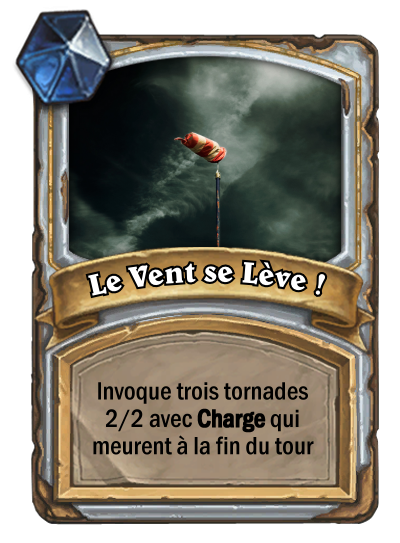 Le Vent se Lève !
Invoque trois tornades
2/2 avec Charge qui
meurent à la fin du tour